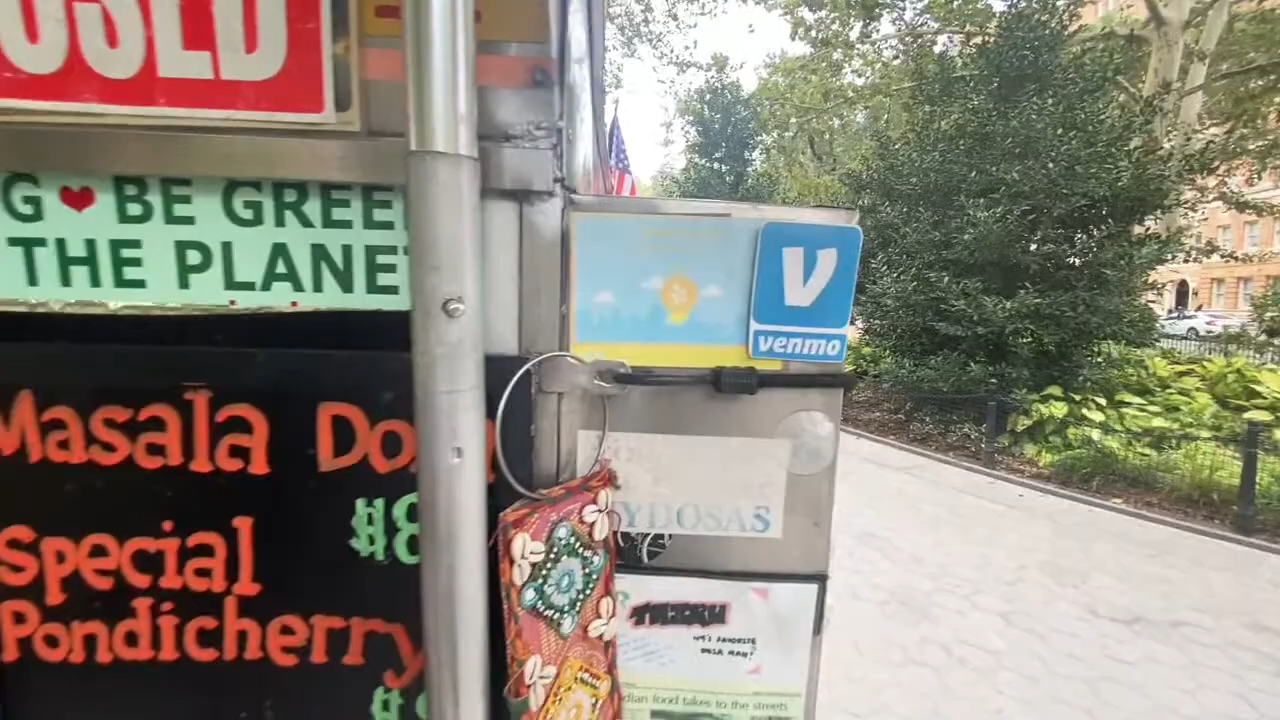 OSED
G ❤ BE GREE
THE PLANE
Masala Do
$8
Special
Pondicherry
$
V
venmo
YDOSAS
THIRU
NY'S FAVORITE
DOSA MAN!
dian food takes to the streets